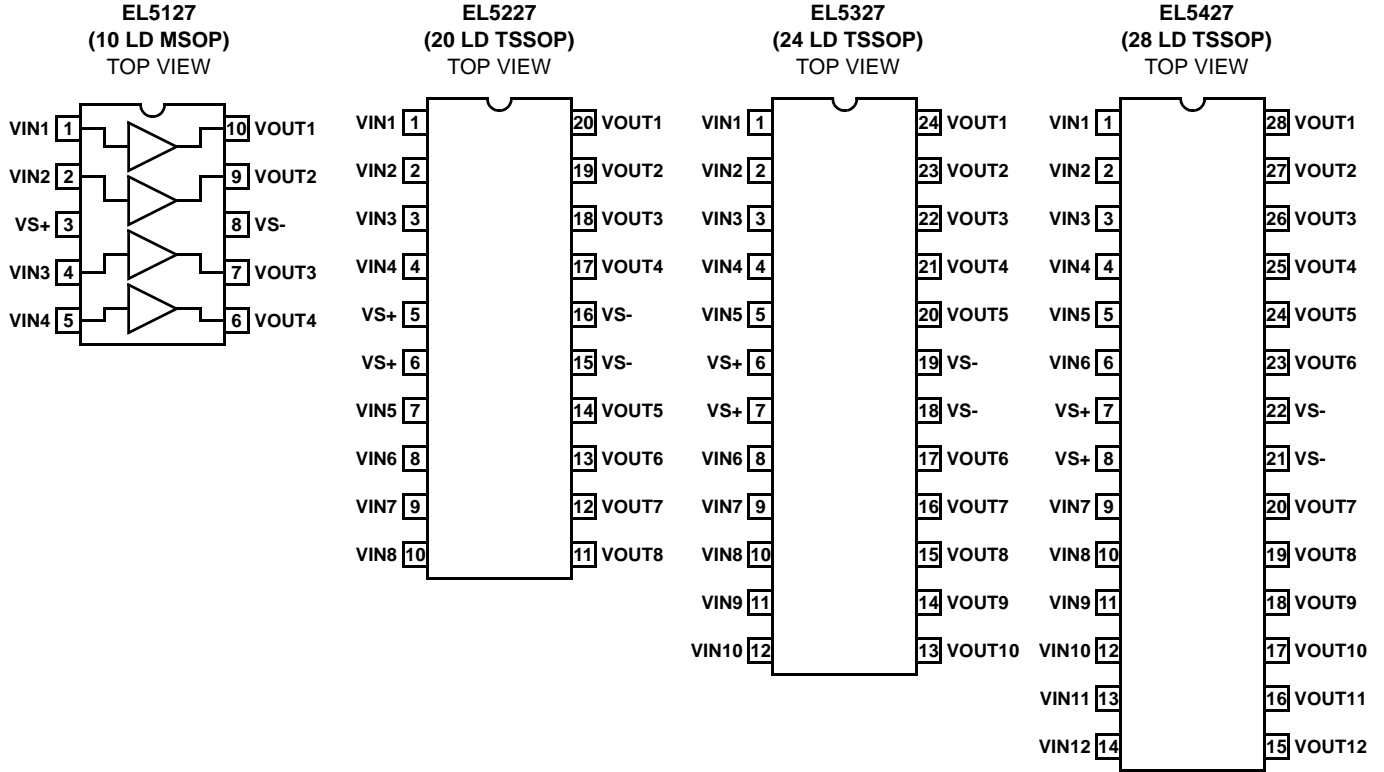 EL5127
(10 LD MSOP)
TOP VIEW
VIN1 1 10 VOUT1
VIN2 2 9 VOUT2
VS+ 3 8 VS-
VIN3 4 7 VOUT3
VIN4 5 6 VOUT4
EL5227
(20 LD TSSOP)
TOP VIEW
VIN1 1 20 VOUT1
VIN2 2 19 VOUT2
VIN3 3 18 VOUT3
VIN4 4 17 VOUT4
VS+ 5 16 VS-
VS+ 6 15 VS-
VIN5 7 14 VOUT5
VIN6 8 13 VOUT6
VIN7 9 12 VOUT7
VIN8 10 11 VOUT8
EL5327
(24 LD TSSOP)
TOP VIEW
VIN1 1 24 VOUT1
VIN2 2 23 VOUT2
VIN3 3 22 VOUT3
VIN4 4 21 VOUT4
VIN5 5 20 VOUT5
VS+ 6 19 VS-
VS+ 7 18 VS-
VIN6 8 17 VOUT6
VIN7 9 16 VOUT7
VIN8 10 15 VOUT8
VIN9 11 14 VOUT9
VIN10 12 13 VOUT10
EL5427
(28 LD TSSOP)
TOP VIEW
VIN1 1 28 VOUT1
VIN2 2 27 VOUT2
VIN3 3 26 VOUT3
VIN4 4 25 VOUT4
VIN5 5 24 VOUT5
VIN6 6 23 VOUT6
VS+ 7 22 VS-
VS+ 8 21 VS-
VIN7 9 20 VOUT7
VIN8 10 19 VOUT8
VIN9 11 18 VOUT9
VIN10 12 17 VOUT10
VIN11 13 16 VOUT11
VIN12 14 15 VOUT12